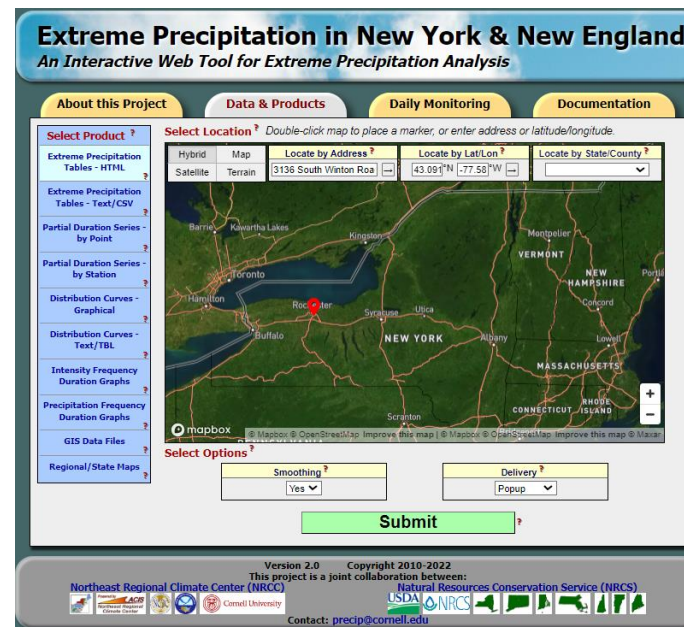 Extreme Precipitation in New York & New England
An Interactive Web Tool for Extreme Precipitation Analysis
About this Project
Data & Products
Daily Monitoring
Documentation
Select Product ?
Extreme Precipitation
Tables - HTML
?
Extreme Precipitation
Tables - Text/CSV
?
Partial Duration Series -
by Point
?
Partial Duration Series -
by Station
?
Distribution Curves -
Graphical
?
Distribution Curves -
Text/TBL
?
Intensity Frequency
Duration Graphs
?
Precipitation Frequency
Duration Graphs
?
GIS Data Files
?
Regional/State Maps
?
Select Location ? Double-click map to place a marker, or enter address or latitude/longitude.
Hybrid Map
Satellite Terrain
Locate by Address ?
3136 South Winton Roa
Locate by Lat/Lon ?
43.091 °N -77.58 °W
Locate by State/County ?
Barrie
Kawartha Lakes
Kingston
Montpelier
VERMONT
NEW
HAMPSHIRE
Portla
Toronto
Hamilton
Rochester
Syracuse
Utica
Concord
Buffalo
NEW YORK
Albany
Lowell
MASSACHUSETTS
RHODE
ISLAND
CONNECTICUT
Scranton
+
−
mapbox
© Mapbox © OpenStreetMap Improve this map | © Mapbox © OpenStreetMap Improve this map © Maxar
Select Options ?
Smoothing ?
Yes
Delivery ?
Popup
Submit ?
Version 2.0 Copyright 2010-2022
This project is a joint collaboration between:
Northeast Regional Climate Center (NRCC)
Natural Resources Conservation Service (NRCS)
ACIS
Cornell University
USDA
NRCS
Contact: precip@cornell.edu